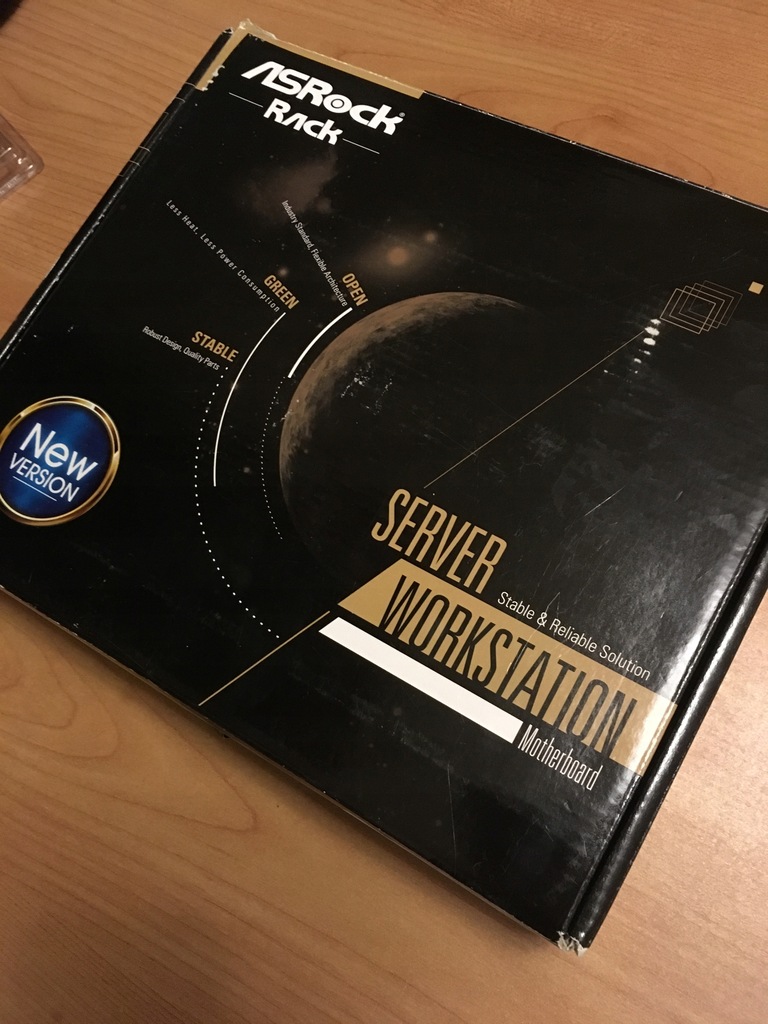 ASRock
Rack
Industry Standard, Flexible Architecture
OPEN
Less Heat, Less Power Consumption
GREEN
STABLE
Robust Design, Quality Parts
New
VERSION
SERVER
Stable & Reliable Solution
WORKSTATION
Motherboard